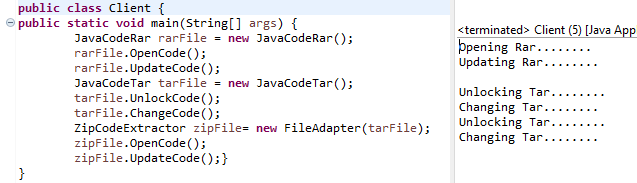 public class Client {
public static void main(String[] args) {
JavaCodeRar rarFile = new JavaCodeRar();
rarFile.OpenCode();
rarFile.UpdateCode();
JavaCodeTar tarFile = new JavaCodeTar();
tarFile.UnlockCode();
tarFile.ChangeCode();
ZipCodeExtractor zipFile= new FileAdapter(tarFile);
zipFile.OpenCode();
zipFile.UpdateCode();}
}
<terminated> Client (5) [Java App
Opening Rar........
Updating Rar........
Unlocking Tar........
Changing Tar........
Unlocking Tar........
Changing Tar........